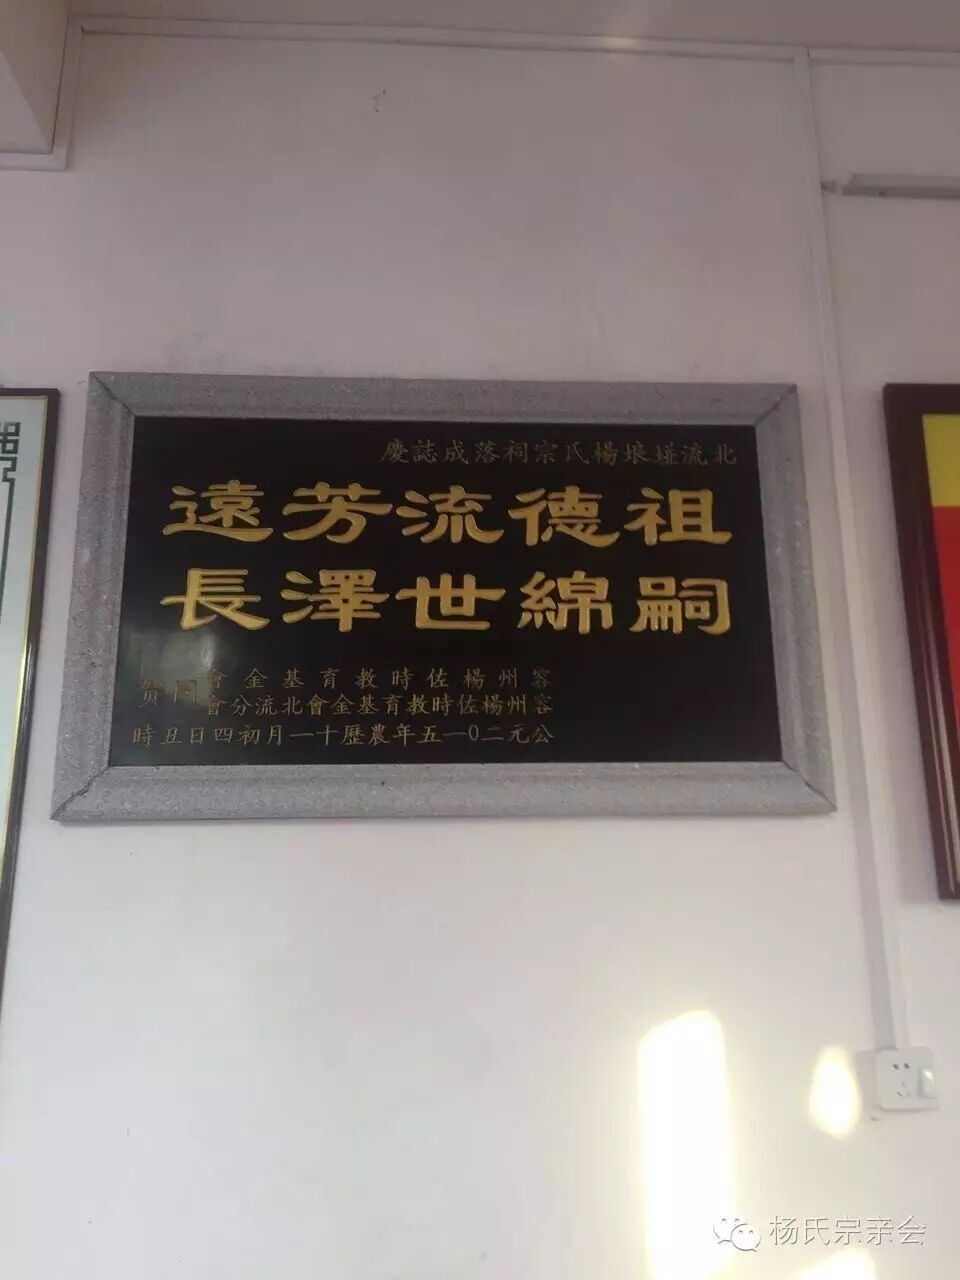 北流埌楊氏宗祠落成誌慶
祖德流芳遠
嗣綿世澤長
容州楊佐時教育基金會
容州楊佐時教育基金會北流分會
同賀
公元二0一五年農歷十一月初四日丑時
杨氏宗亲会